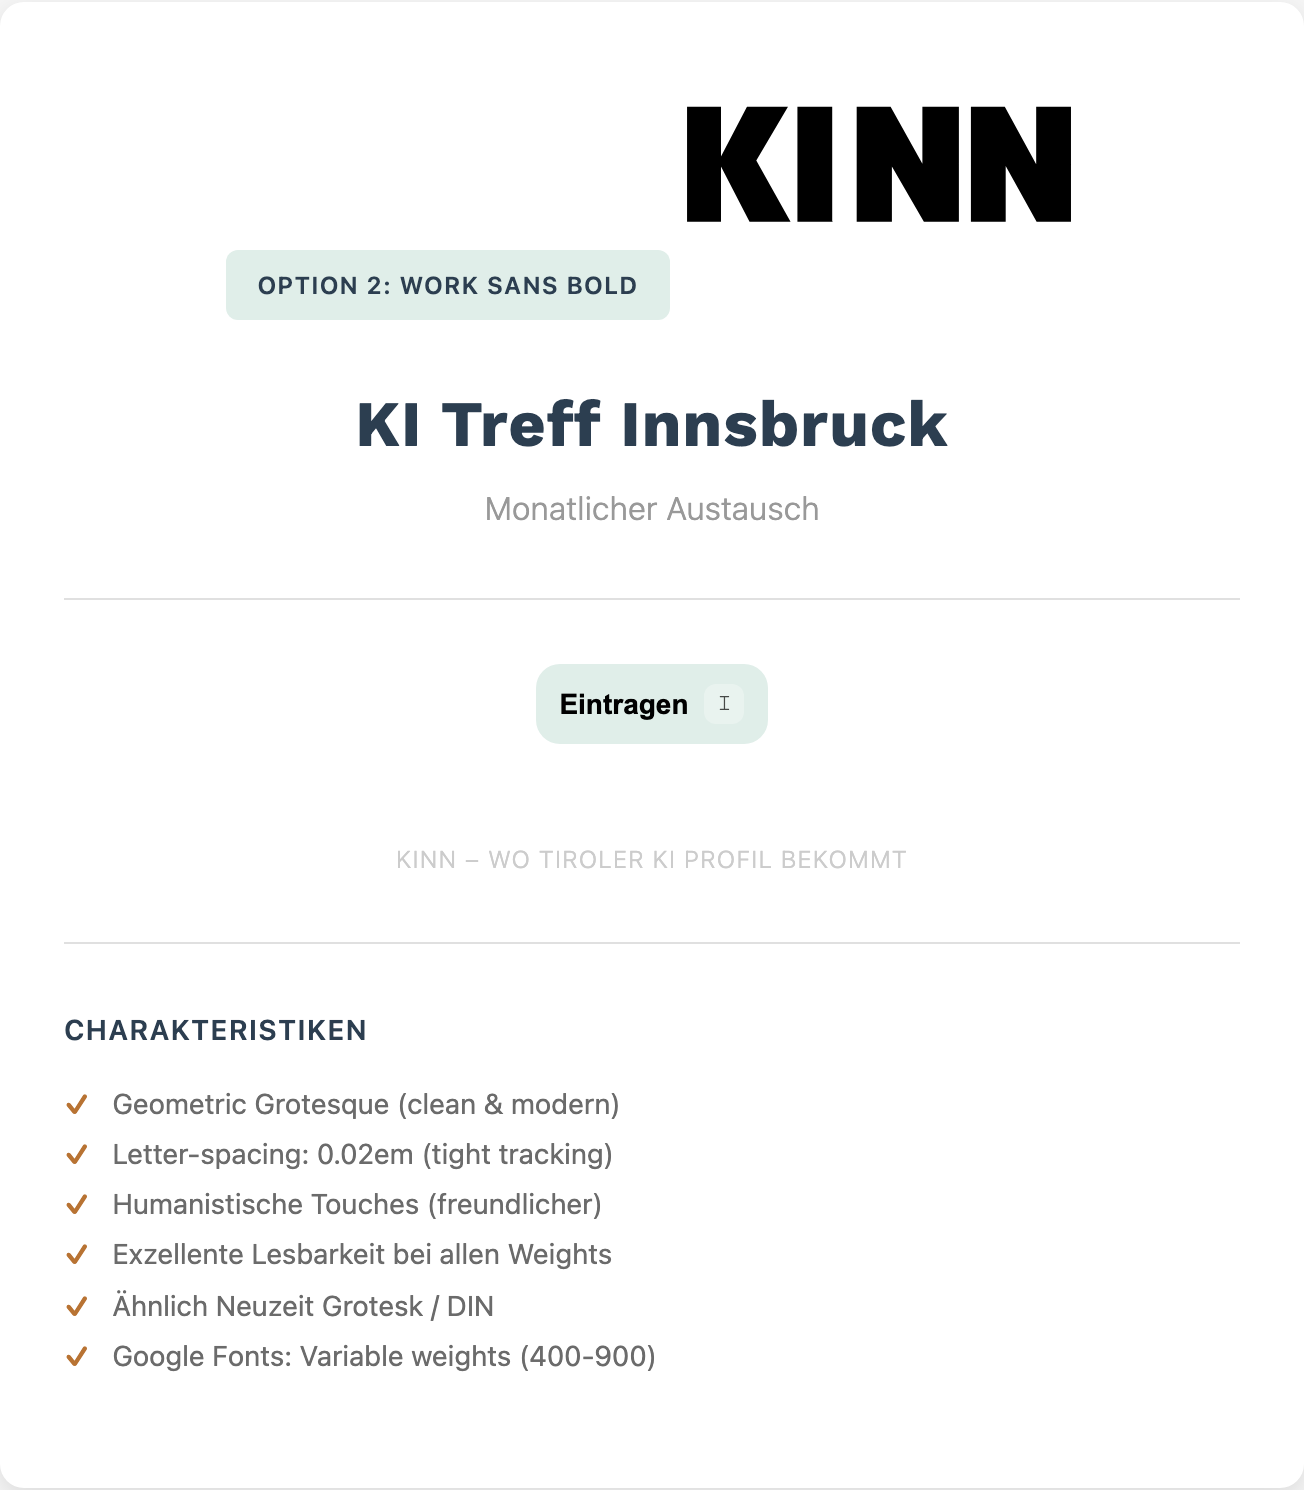 KINN
OPTION 2: WORK SANS BOLD
KI Treff Innsbruck
Monatlicher Austausch
Eintragen
KINN – WO TIROLER KI PROFIL BEKOMMT
CHARAKTERISTIKEN
Geometric Grotesque (clean & modern)
Letter-spacing: 0.02em (tight tracking)
Humanistische Touches (freundlicher)
Exzellente Lesbarkeit bei allen Weights
Ähnlich Neuzeit Grotesk / DIN
Google Fonts: Variable weights (400-900)